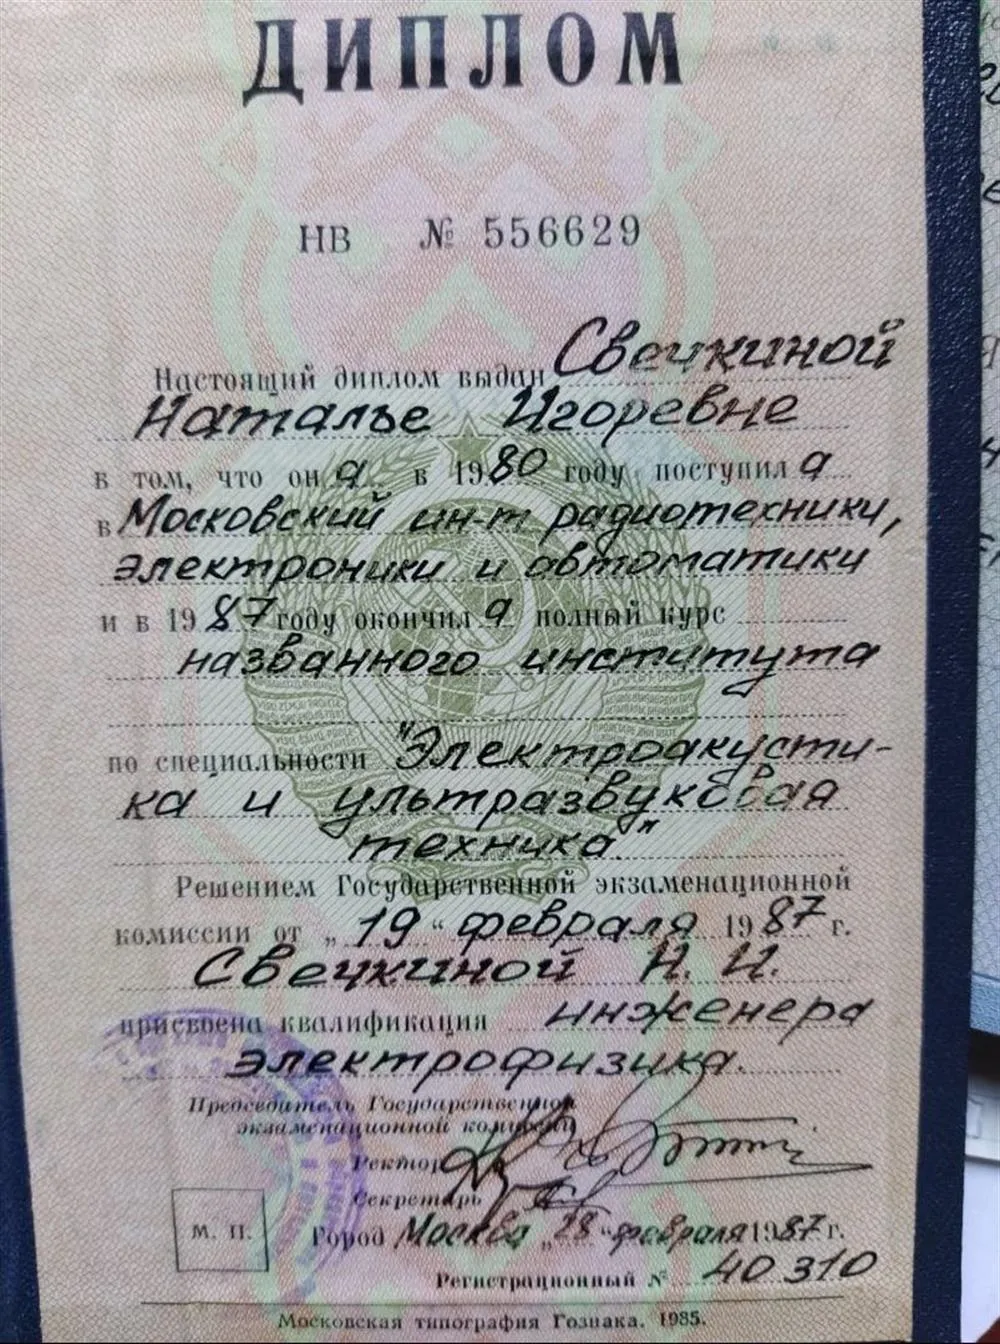 ДИПЛОМ
НВ № 556629
Настоящий диплом выдан Свечкиной
Наталье Игоревне
в том, что он а в 1980 году поступил а
в Московский ин-т радиотехники,
электроники и автоматики
и в 1987 году окончил а полный курс
названного института
по специальности "Электроакусти-
ка и ультразвуковая
техника"
Решением Государственной экзаменационной
комиссии от „19" февраля 1987 г.
Свечкиной Н. И.
присвоена квалификация инженера
электрофизика.
Председатель Государственной
экзаменационной комиссии
Ректор
Секретарь
М. П.
Город Москва „28" февраля 1987 г.
Регистрационный № 40310
Московская типография Гознака. 1985.